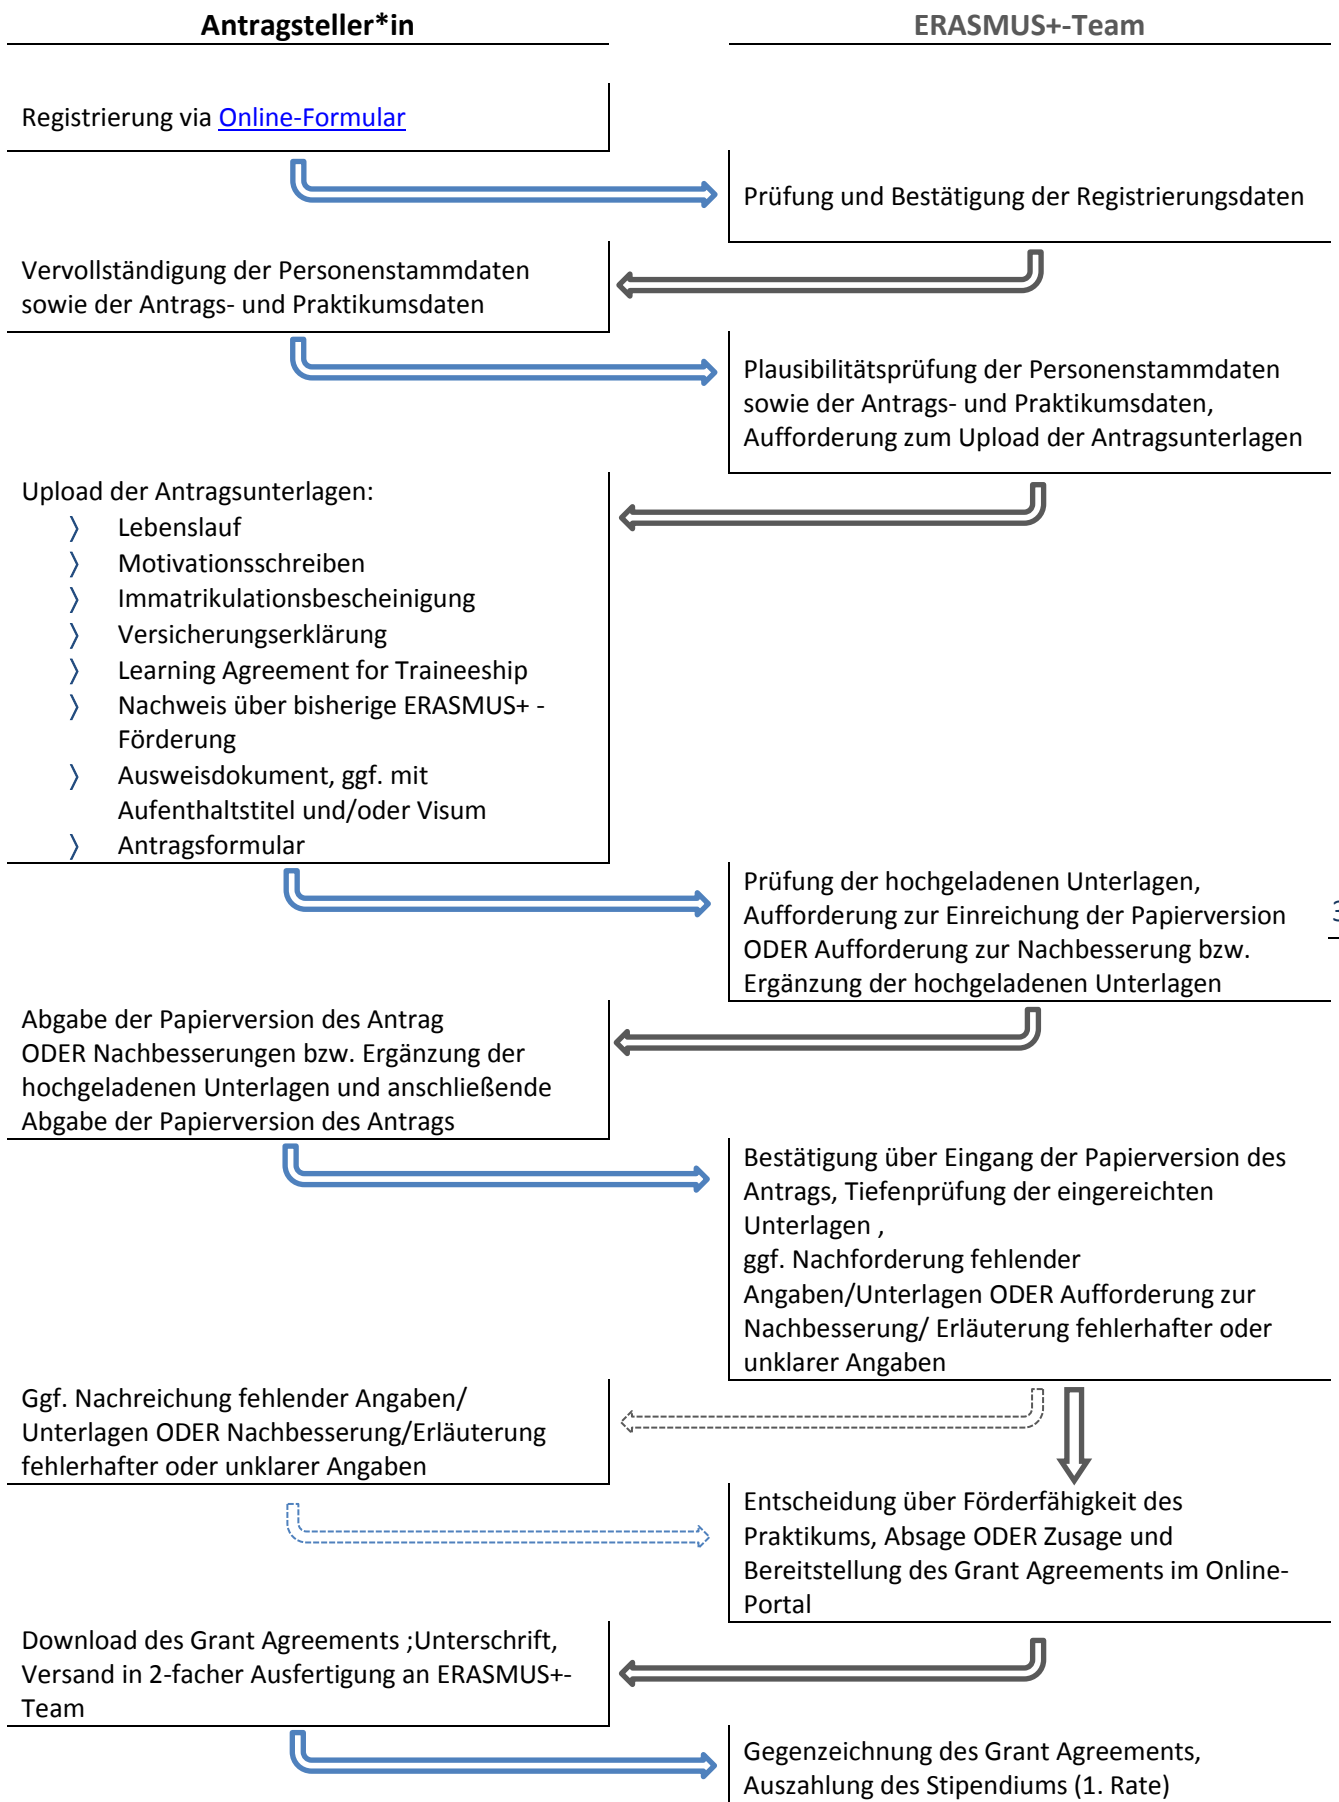 Antragsteller*in
ERASMUS+-Team
Registrierung via Online-Formular
Prüfung und Bestätigung der Registrierungsdaten
Vervollständigung der Personenstammdaten
sowie der Antrags- und Praktikumsdaten
Plausibilitätsprüfung der Personenstammdaten
sowie der Antrags- und Praktikumsdaten,
Aufforderung zum Upload der Antragsunterlagen
Upload der Antragsunterlagen:
〉 Lebenslauf
〉 Motivationsschreiben
〉 Immatrikulationsbescheinigung
〉 Versicherungserklärung
〉 Learning Agreement for Traineeship
〉 Nachweis über bisherige ERASMUS+ -
Förderung
〉 Ausweisdokument, ggf. mit
Aufenthaltstitel und/oder Visum
〉 Antragsformular
Prüfung der hochgeladenen Unterlagen,
Aufforderung zur Einreichung der Papierversion
ODER Aufforderung zur Nachbesserung bzw.
Ergänzung der hochgeladenen Unterlagen
3
Abgabe der Papierversion des Antrag
ODER Nachbesserungen bzw. Ergänzung der
hochgeladenen Unterlagen und anschließende
Abgabe der Papierversion des Antrags
Bestätigung über Eingang der Papierversion des
Antrags, Tiefenprüfung der eingereichten
Unterlagen ,
ggf. Nachforderung fehlender
Angaben/Unterlagen ODER Aufforderung zur
Nachbesserung/ Erläuterung fehlerhafter oder
unklarer Angaben
Ggf. Nachreichung fehlender Angaben/
Unterlagen ODER Nachbesserung/Erläuterung
fehlerhafter oder unklarer Angaben
Entscheidung über Förderfähigkeit des
Praktikums, Absage ODER Zusage und
Bereitstellung des Grant Agreements im Online-
Portal
Download des Grant Agreements ;Unterschrift,
Versand in 2-facher Ausfertigung an ERASMUS+-
Team
Gegenzeichnung des Grant Agreements,
Auszahlung des Stipendiums (1. Rate)